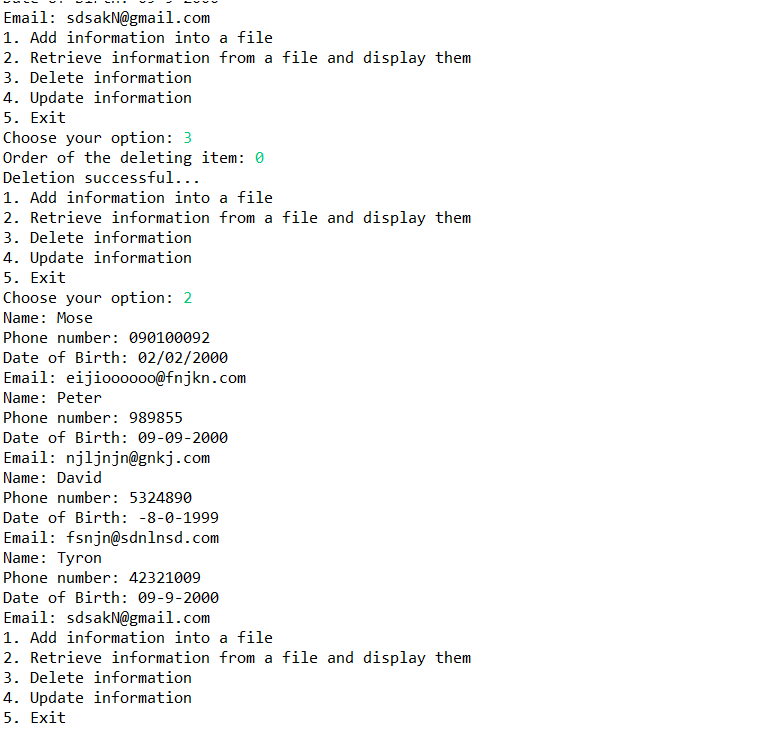 Date of Birth: 09-9-2000
Email: sdsakN@gmail.com
1. Add information into a file
2. Retrieve information from a file and display them
3. Delete information
4. Update information
5. Exit
Choose your option: 3
Order of the deleting item: 0
Deletion successful...
1. Add information into a file
2. Retrieve information from a file and display them
3. Delete information
4. Update information
5. Exit
Choose your option: 2
Name: Mose
Phone number: 090100092
Date of Birth: 02/02/2000
Email: eijioooooo@fnjkn.com
Name: Peter
Phone number: 989855
Date of Birth: 09-09-2000
Email: njljnjn@gnkj.com
Name: David
Phone number: 5324890
Date of Birth: -8-0-1999
Email: fsnjn@sdnlnsd.com
Name: Tyron
Phone number: 42321009
Date of Birth: 09-9-2000
Email: sdsakN@gmail.com
1. Add information into a file
2. Retrieve information from a file and display them
3. Delete information
4. Update information
5. Exit